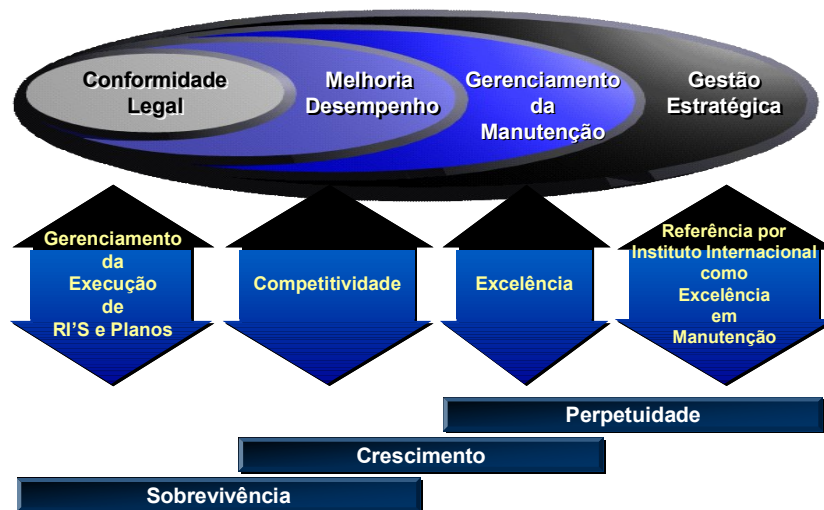 Conformidade
Legal
Melhoria
Desempenho
Gerenciamento
da
Manutenção
Gestão
Estratégica
Gerenciamento
da
Execução
de
RI'S e Planos
Competitividade
Excelência
Referência por
Instituto Internacional
como
Excelência
em
Manutenção
Perpetuidade
Crescimento
Sobrevivência